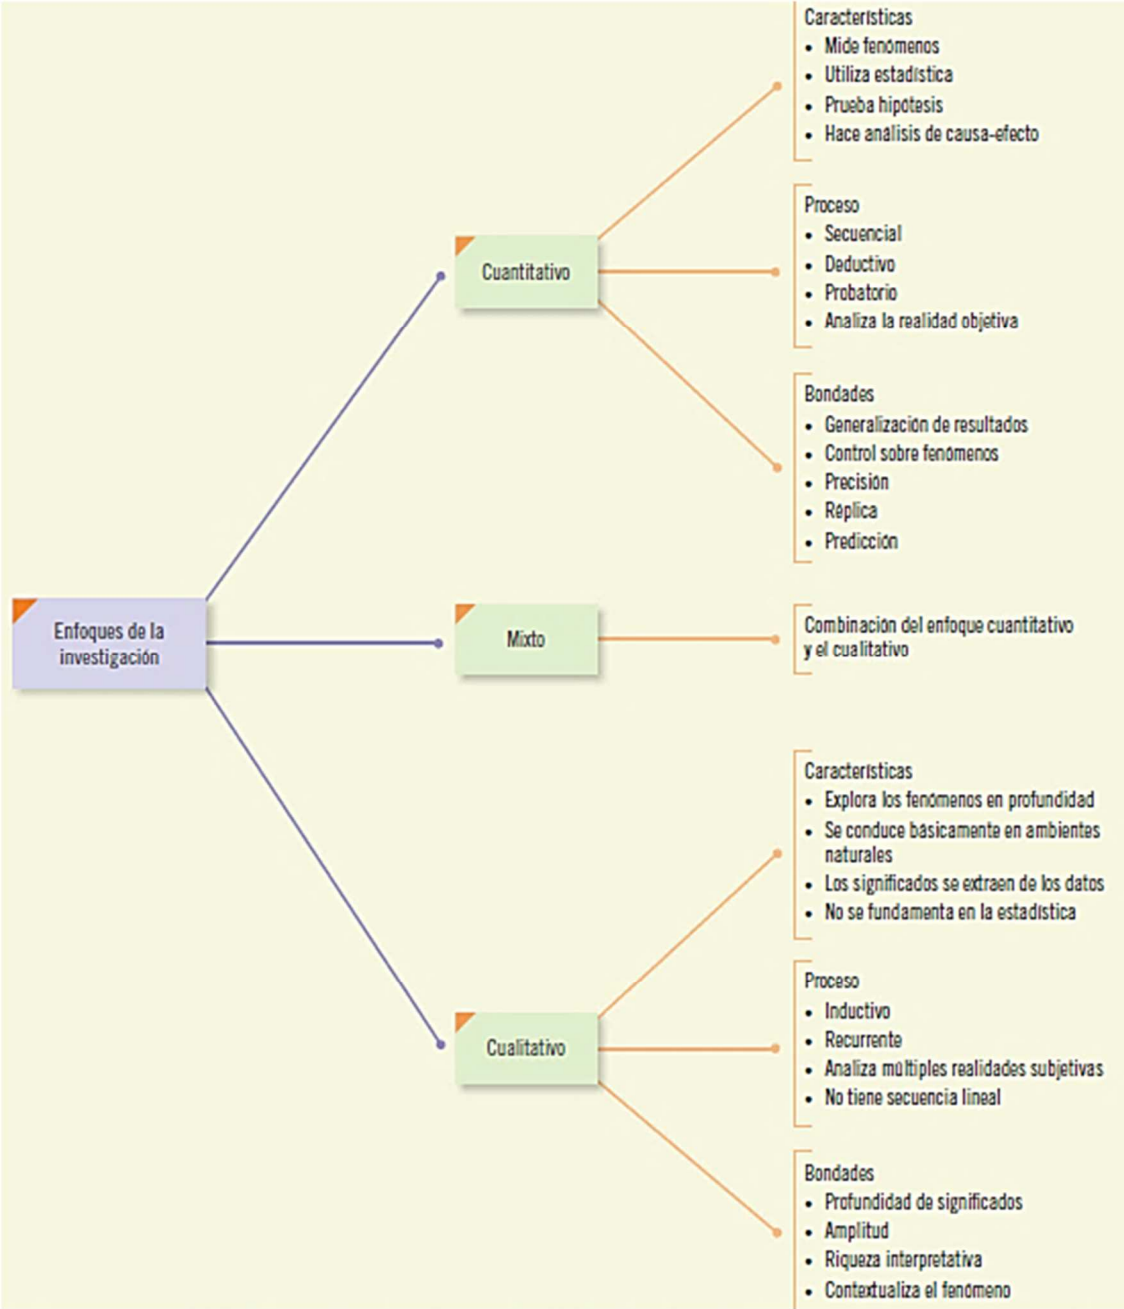 Enfoques de la
investigación
Cuantitativo
Características
• Mide fenómenos
• Utiliza estadística
• Prueba hipótesis
• Hace análisis de causa-efecto
Proceso
• Secuencial
• Deductivo
• Probatorio
• Analiza la realidad objetiva
Bondades
• Generalización de resultados
• Control sobre fenómenos
• Precisión
• Réplica
• Predicción
Mixto
Combinación del enfoque cuantitativo
y el cualitativo
Cualitativo
Características
• Explora los fenómenos en profundidad
• Se conduce básicamente en ambientes
naturales
• Los significados se extraen de los datos
• No se fundamenta en la estadística
Proceso
• Inductivo
• Recurrente
• Analiza múltiples realidades subjetivas
• No tiene secuencia lineal
Bondades
• Profundidad de significados
• Amplitud
• Riqueza interpretativa
• Contextualiza el fenómeno